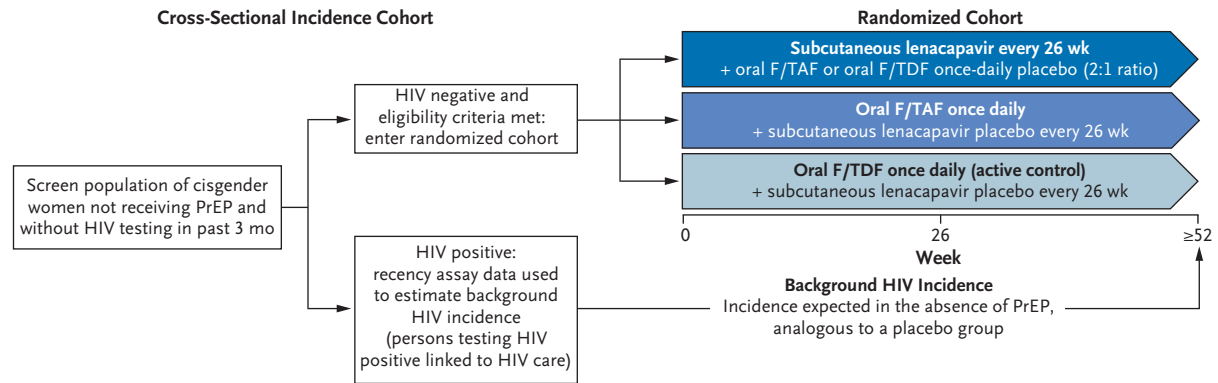 Cross-Sectional Incidence Cohort
Randomized Cohort
Screen population of cisgender
women not receiving PrEP and
without HIV testing in past 3 mo
HIV negative and
eligibility criteria met:
enter randomized cohort
HIV positive:
recency assay data used
to estimate background
HIV incidence
(persons testing HIV
positive linked to HIV care)
Subcutaneous lenacapavir every 26 wk
+ oral F/TAF or oral F/TDF once-daily placebo (2:1 ratio)
Oral F/TAF once daily
+ subcutaneous lenacapavir placebo every 26 wk
Oral F/TDF once daily (active control)
+ subcutaneous lenacapavir placebo every 26 wk
0 26 ≥52
Week
Background HIV Incidence
Incidence expected in the absence of PrEP,
analogous to a placebo group